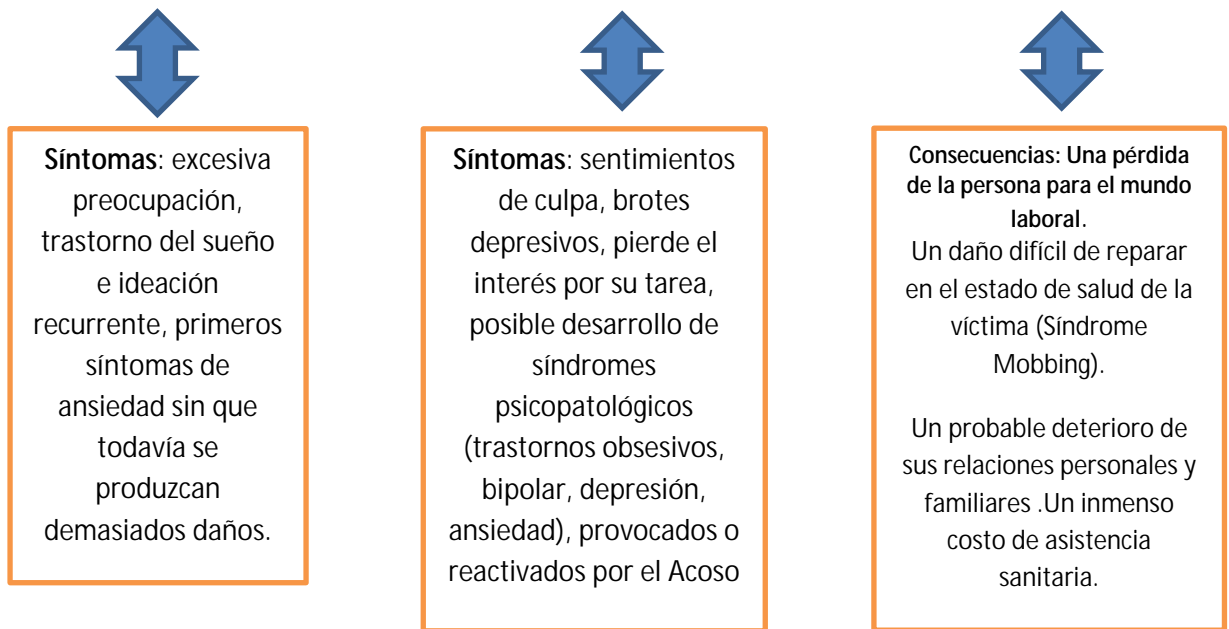 Síntomas: excesiva
preocupación,
trastorno del sueño
e ideación
recurrente, primeros
síntomas de
ansiedad sin que
todavía se
produzcan
demasiados daños.
Síntomas: sentimientos
de culpa, brotes
depresivos, pierde el
interés por su tarea,
posible desarrollo de
síndromes
psicopatológicos
(trastornos obsesivos,
bipolar, depresión,
ansiedad), provocados o
reactivados por el Acoso
Consecuencias: Una pérdida
de la persona para el mundo
laboral.
Un daño difícil de reparar
en el estado de salud de la
víctima (Síndrome
Mobbing).
Un probable deterioro de
sus relaciones personales y
familiares .Un inmenso
costo de asistencia
sanitaria.